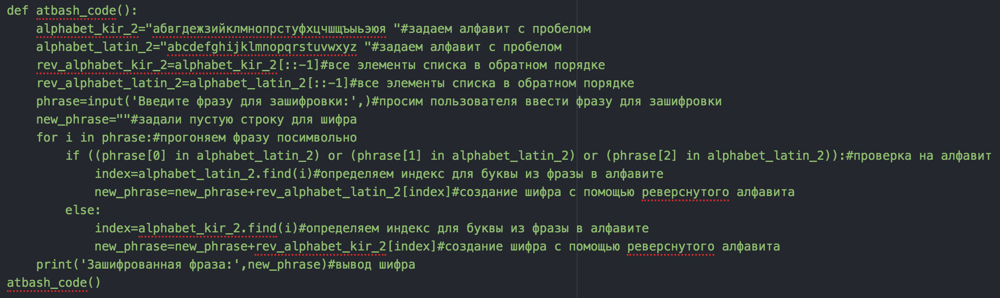 def atbash_code():
    alphabet_kir_2="абвгдежзийклмнопрстуфхцчшщъыьэюя "#задаем алфавит с пробелом
    alphabet_latin_2="abcdefghijklmnopqrstuvwxyz "#задаем алфавит с пробелом
    rev_alphabet_kir_2=alphabet_kir_2[::-1]#все элементы списка в обратном порядке
    rev_alphabet_latin_2=alphabet_latin_2[::-1]#все элементы списка в обратном порядке
    phrase=input('Введите фразу для зашифровки:',)#просим пользователя ввести фразу для зашифровки
    new_phrase=""#задали пустую строку для шифра
    for i in phrase:#прогоняем фразу посимвольно
        if ((phrase[0] in alphabet_latin_2) or (phrase[1] in alphabet_latin_2) or (phrase[2] in alphabet_latin_2)):#проверка на алфавит
            index=alphabet_latin_2.find(i)#определяем индекс для буквы из фразы в алфавите
            new_phrase=new_phrase+rev_alphabet_latin_2[index]#создание шифра с помощью реверснутого алфавита
        else:
            index=alphabet_kir_2.find(i)#определяем индекс для буквы из фразы в алфавите
            new_phrase=new_phrase+rev_alphabet_kir_2[index]#создание шифра с помощью реверснутого алфавита
    print('Зашифрованная фраза:',new_phrase)#вывод шифра
atbash_code()